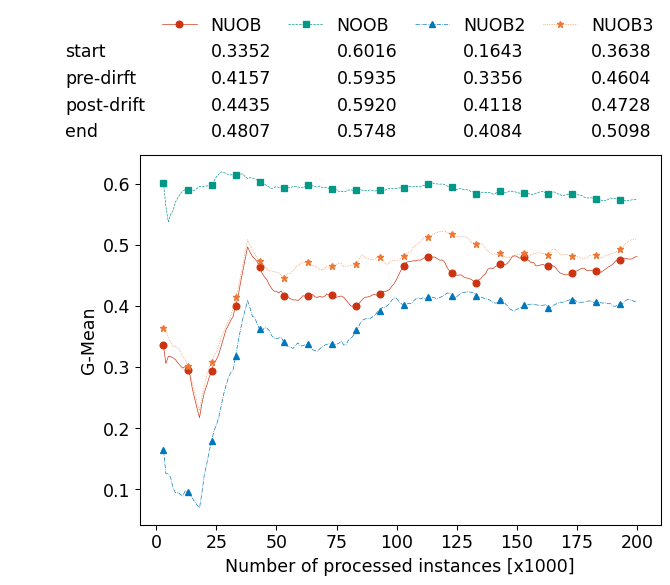 NUOB NOOB NUOB2 NUOB3
start 0.3352 0.6016 0.1643 0.3638
pre-dirft 0.4157 0.5935 0.3356 0.4604
post-drift 0.4435 0.5920 0.4118 0.4728
end 0.4807 0.5748 0.4084 0.5098
0.6
0.5
0.4
0.3
0.2
0.1
G-Mean
0 25 50 75 100 125 150 175 200
Number of processed instances [x1000]